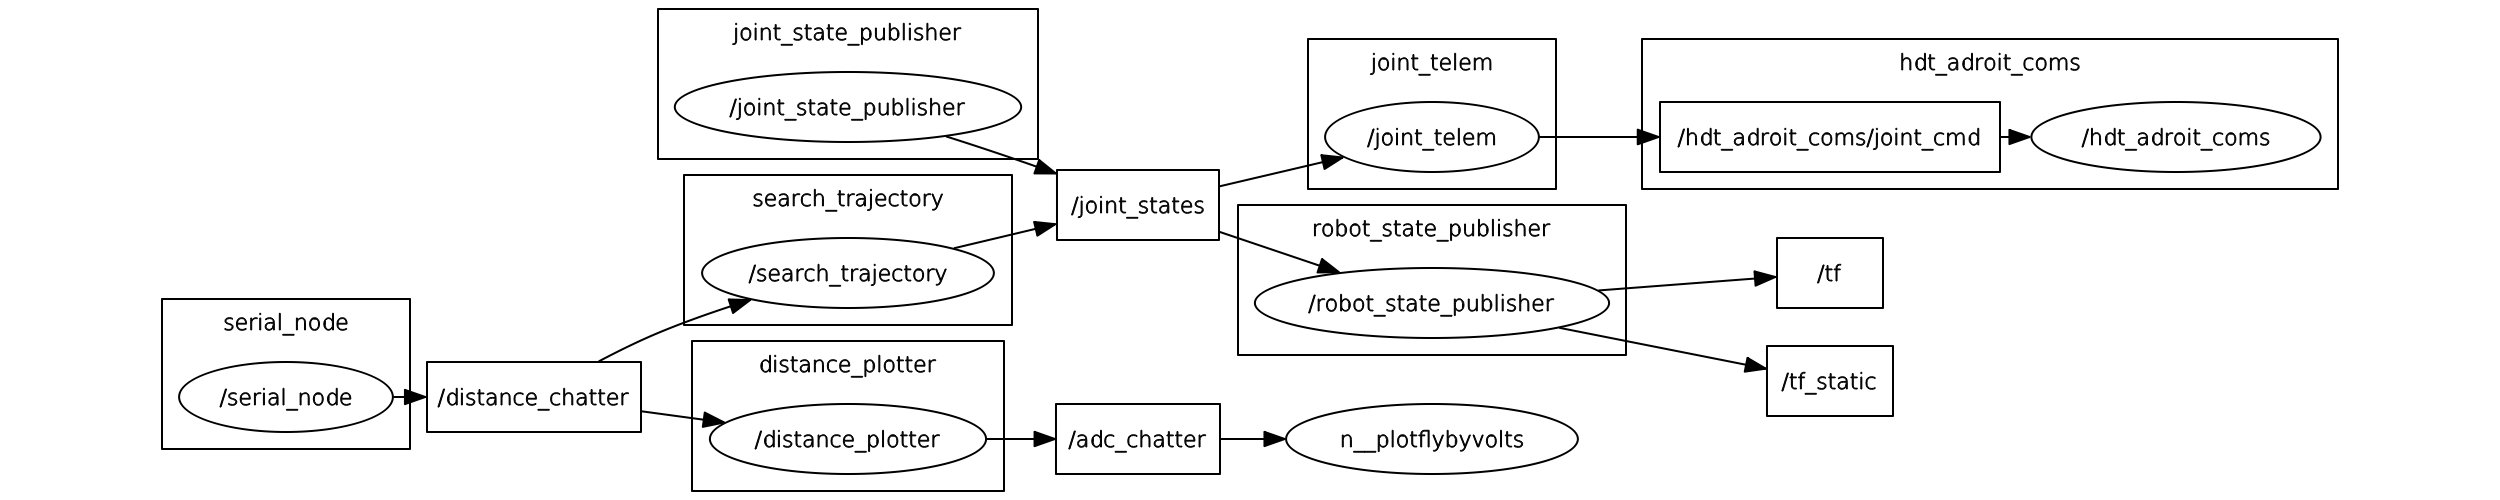 joint_state_publisher
/joint_state_publisher
joint_telem
/joint_telem
hdt_adroit_coms
/hdt_adroit_coms/joint_cmd
/hdt_adroit_coms
search_trajectory
/search_trajectory
/joint_states
robot_state_publisher
/robot_state_publisher
/tf
/tf_static
serial_node
/serial_node
/distance_chatter
distance_plotter
/distance_plotter
/adc_chatter
n__plotflybyvolts